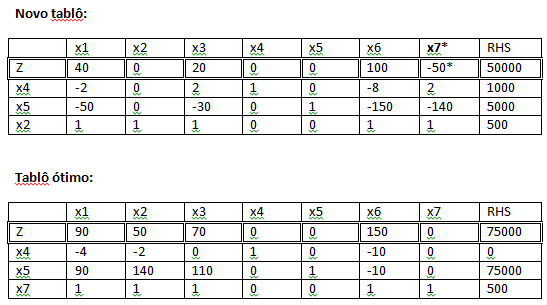 Novo tablô:
x1 x2 x3 x4 x5 x6 x7* RHS
Z 40 0 20 0 0 100 -50* 50000
x4 -2 0 2 1 0 -8 2 1000
x5 -50 0 -30 0 1 -150 -140 5000
x2 1 1 1 0 0 1 1 500
Tablô ótimo:
x1 x2 x3 x4 x5 x6 x7 RHS
Z 90 50 70 0 0 150 0 75000
x4 -4 -2 0 1 0 -10 0 0
x5 90 140 110 0 1 -10 0 75000
x7 1 1 1 0 0 1 1 500